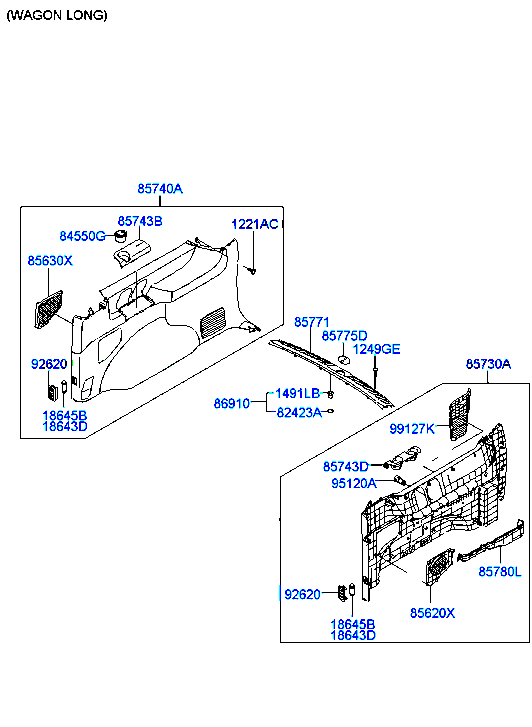 (WAGON LONG)
85740A
85743B
84550G
1221AC
85630X
85771
85775D
1249GE
92620
85730A
18645B
18643D
86910
1491LB
82423A
99127K
85743D
95120A
85780L
92620
85620X
18645B
18643D